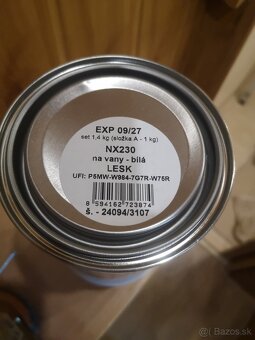 EXP 09/27
set 1,4 kg (složka A - 1 kg)
NX230
na vany - bílá
LESK
UFI: P5MW-W984-7G7R-W75R
8 594162 723874
š. - 24094/3107
Bazos.sk